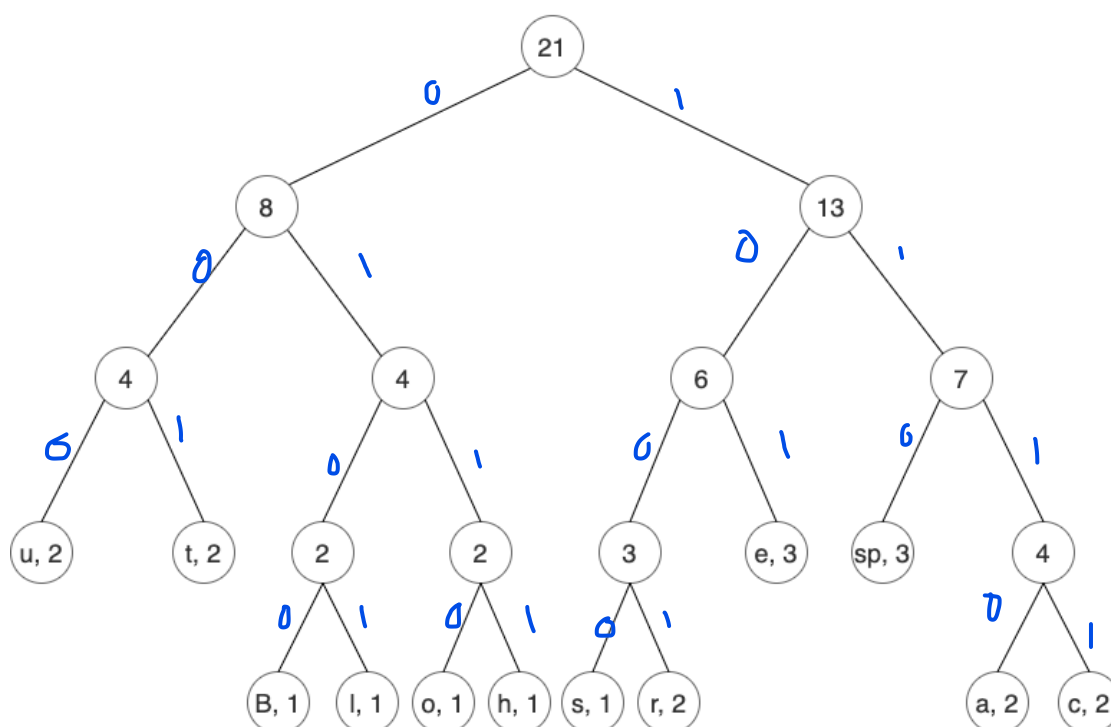 21
0 1
8 13
0 1 0 1
4 4 6 7
0 1 0 1 0 1 0 1
u, 2 t, 2 2 2 3 e, 3 sp, 3 4
0 1 0 1 0 1 0 1
B, 1 l, 1 o, 1 h, 1 s, 1 r, 2 a, 2 c, 2